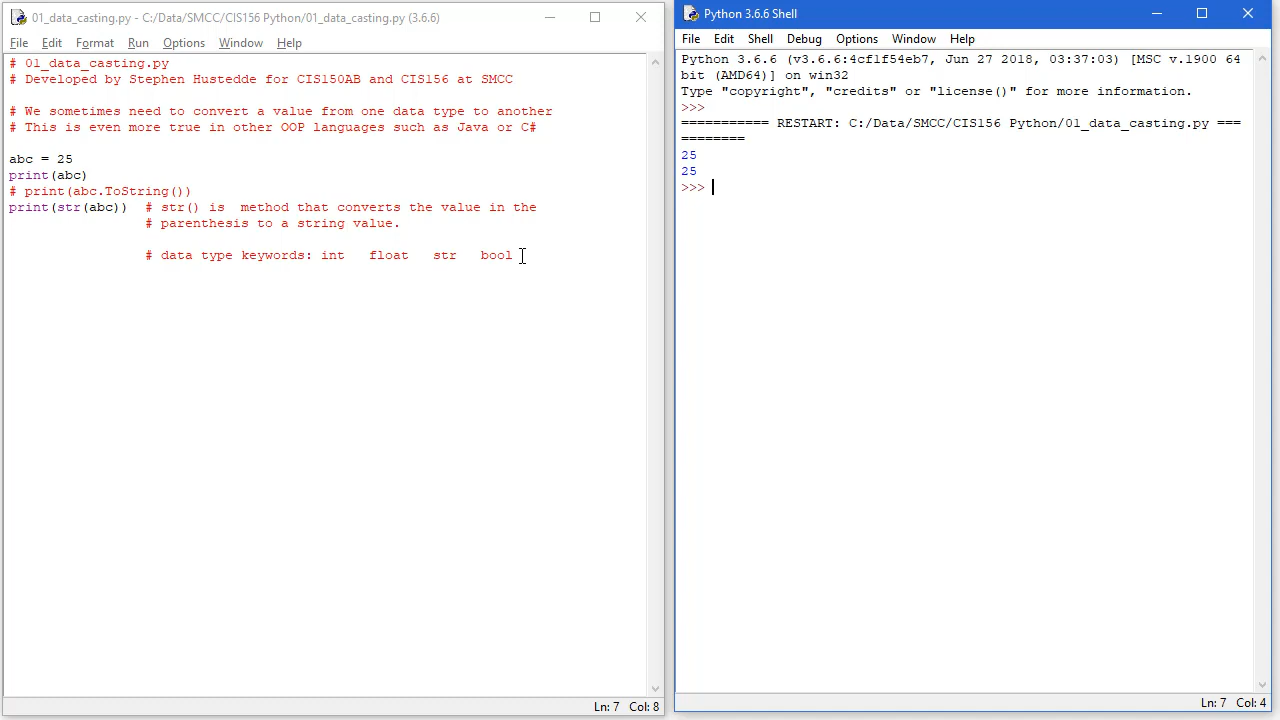 01_data_casting.py - C:/Data/SMCC/CIS156 Python/01_data_casting.py (3.6.6)
File Edit Format Run Options Window Help
# 01_data_casting.py
# Developed by Stephen Hustedde for CIS150AB and CIS156 at SMCC
# We sometimes need to convert a value from one data type to another
# This is even more true in other OOP languages such as Java or C#
abc = 25
print(abc)
# print(abc.ToString())
print(str(abc))  # str() is  method that converts the value in the
# parenthesis to a string value.
# data type keywords: int   float   str   bool
Ln: 7 Col: 8
Python 3.6.6 Shell
File Edit Shell Debug Options Window Help
Python 3.6.6 (v3.6.6:4cf1f54eb7, Jun 27 2018, 03:37:03) [MSC v.1900 64
bit (AMD64)] on win32
Type "copyright", "credits" or "license()" for more information.
>>>
=========== RESTART: C:/Data/SMCC/CIS156 Python/01_data_casting.py ===
========
25
25
>>>
Ln: 7 Col: 4